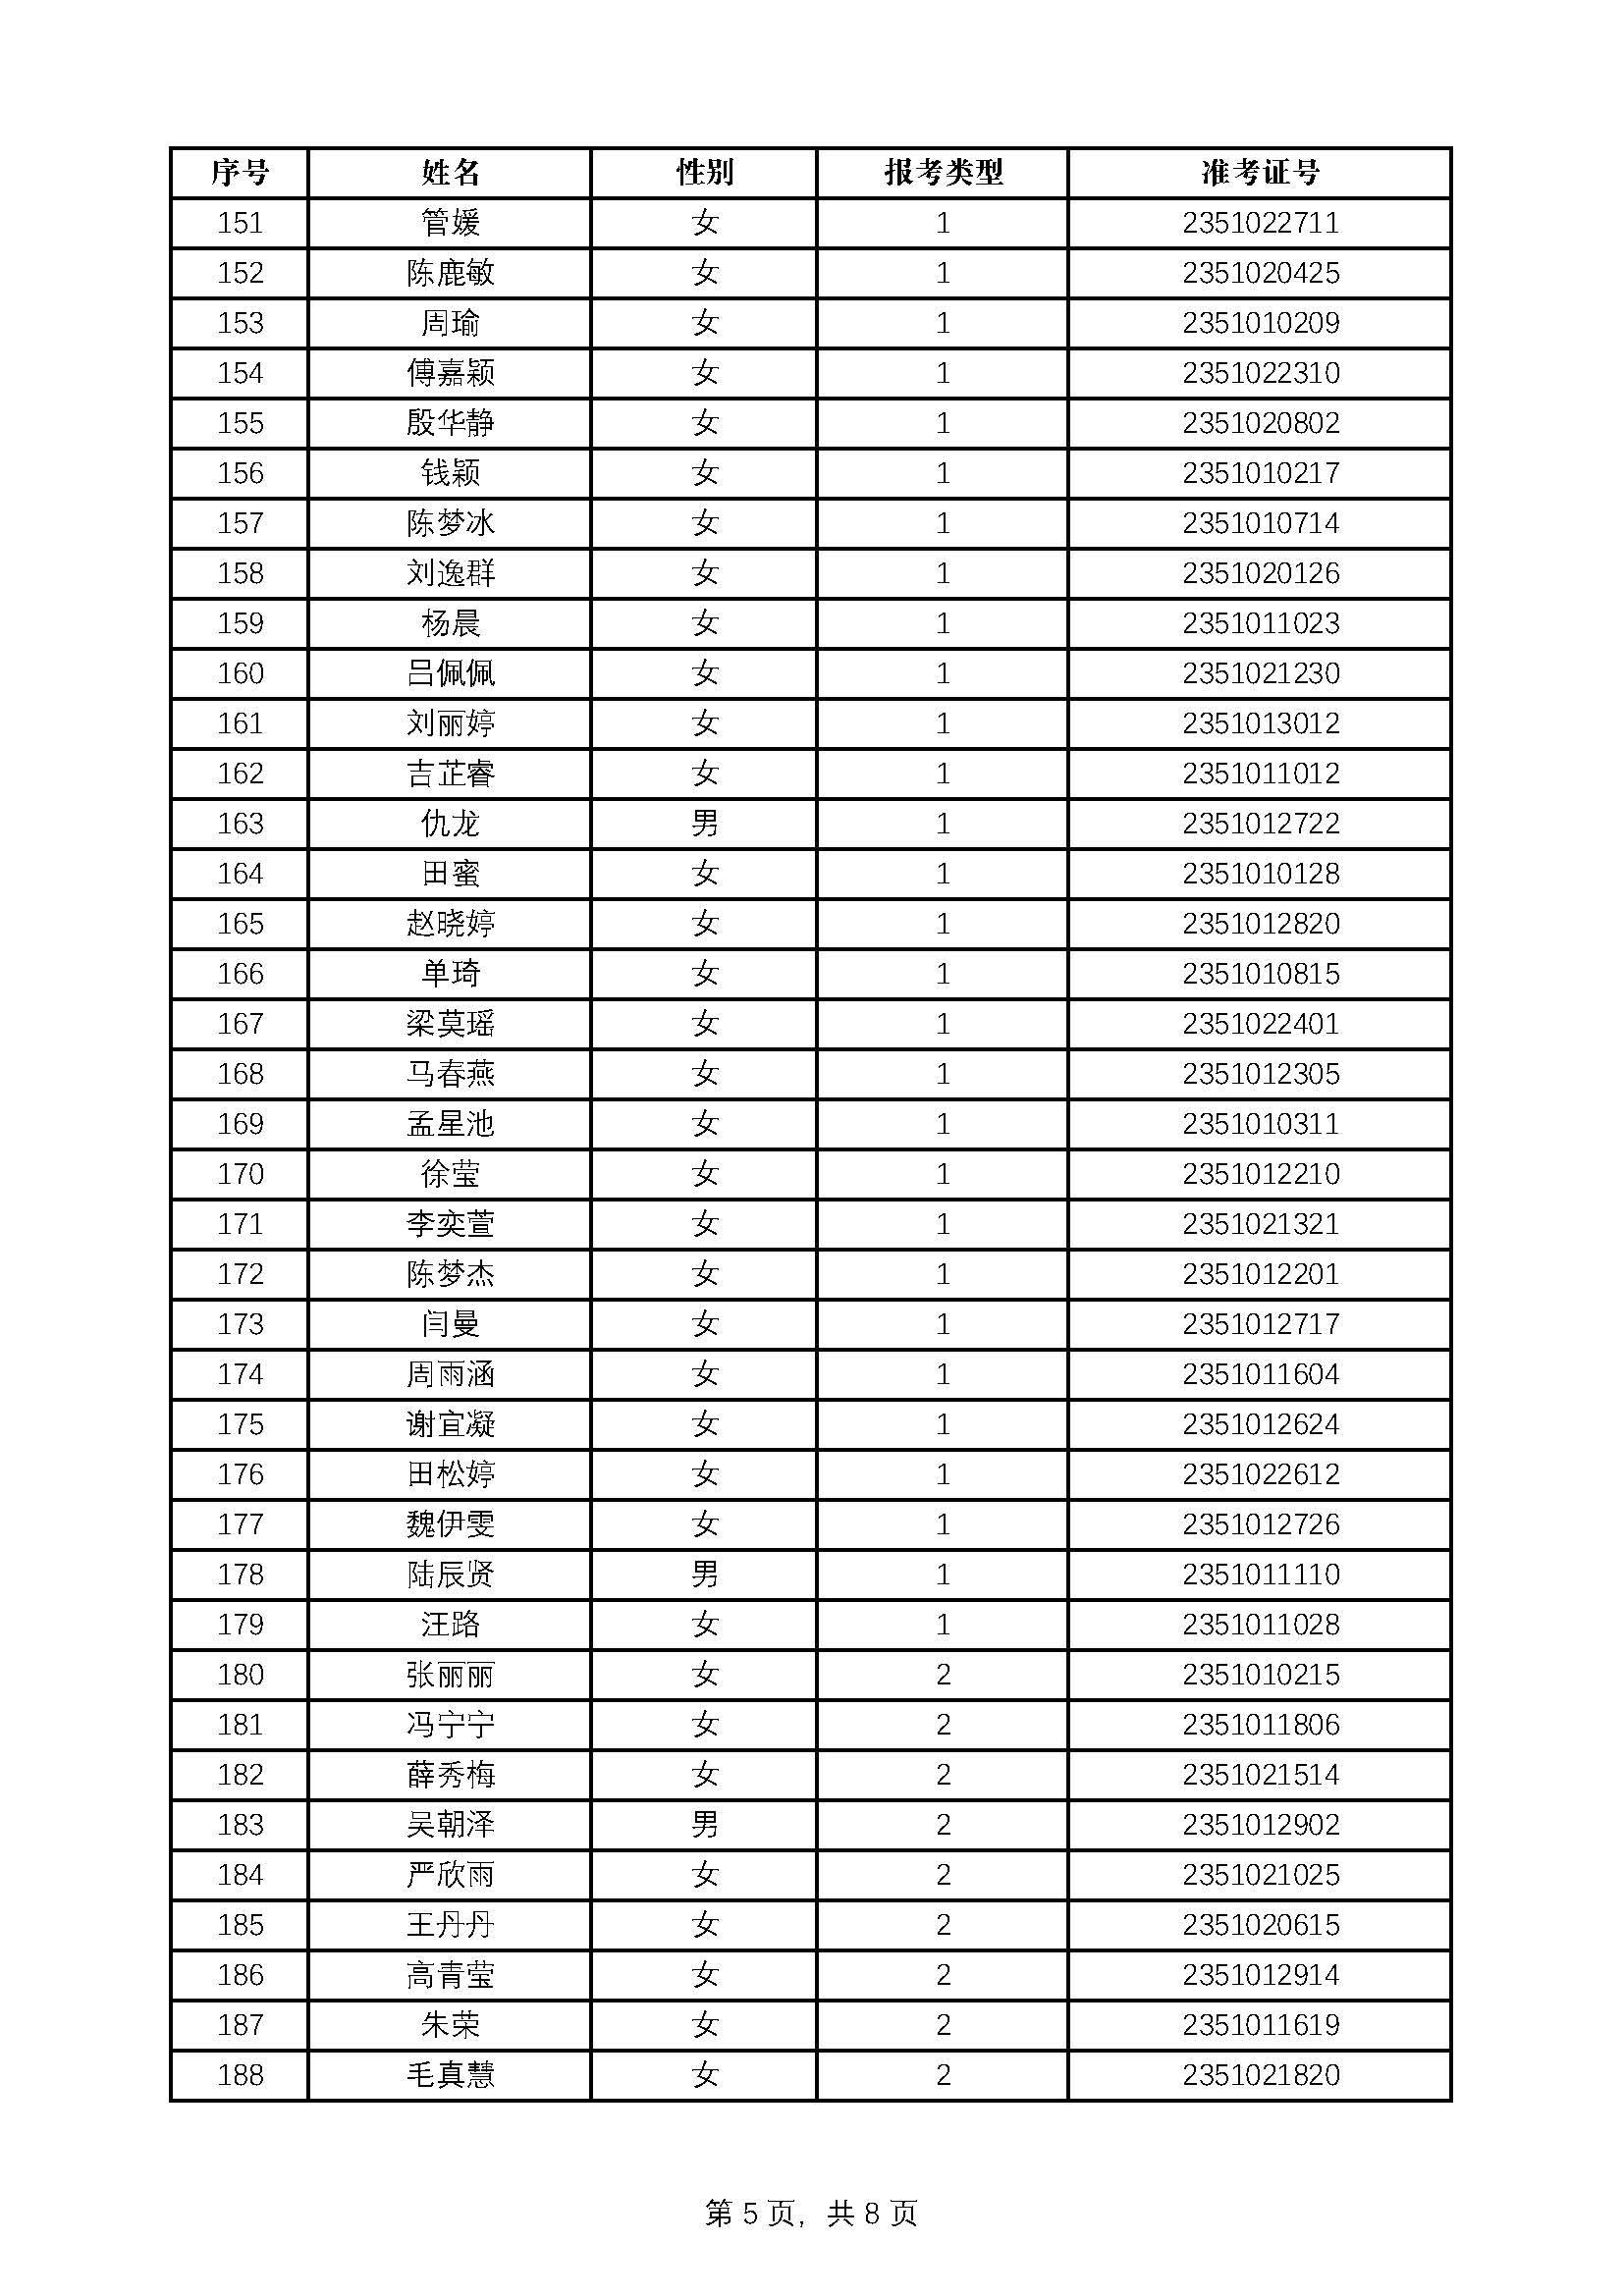 序号 姓名 性别 报考类型 准考证号
151 管媛 女 1 2351022711
152 陈鹿敏 女 1 2351020425
153 周瑜 女 1 2351010209
154 傅嘉颖 女 1 2351022310
155 殷华静 女 1 2351020802
156 钱颖 女 1 2351010217
157 陈梦冰 女 1 2351010714
158 刘逸群 女 1 2351020126
159 杨晨 女 1 2351011023
160 吕佩佩 女 1 2351021230
161 刘丽婷 女 1 2351013012
162 吉芷睿 女 1 2351011012
163 仇龙 男 1 2351012722
164 田蜜 女 1 2351010128
165 赵晓婷 女 1 2351012820
166 单琦 女 1 2351010815
167 梁莫瑶 女 1 2351022401
168 马春燕 女 1 2351012305
169 孟星池 女 1 2351010311
170 徐莹 女 1 2351012210
171 李奕萱 女 1 2351021321
172 陈梦杰 女 1 2351012201
173 闫曼 女 1 2351012717
174 周雨涵 女 1 2351011604
175 谢宜凝 女 1 2351012624
176 田松婷 女 1 2351022612
177 魏伊雯 女 1 2351012726
178 陆辰贤 男 1 2351011110
179 汪路 女 1 2351011028
180 张丽丽 女 2 2351010215
181 冯宁宁 女 2 2351011806
182 薛秀梅 女 2 2351021514
183 吴朝泽 男 2 2351012902
184 严欣雨 女 2 2351021025
185 王丹丹 女 2 2351020615
186 高青莹 女 2 2351012914
187 朱荣 女 2 2351011619
188 毛真慧 女 2 2351021820
第 5 页，共 8 页